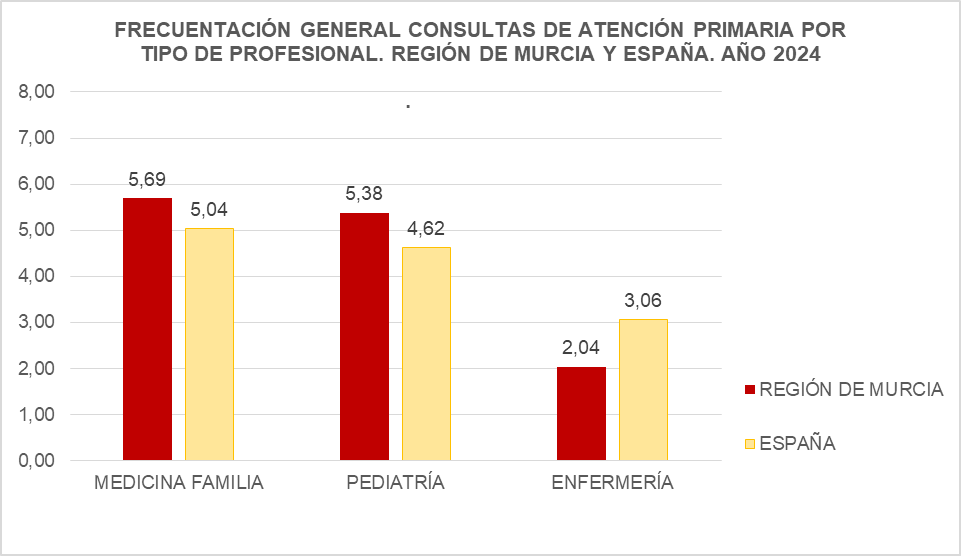 FRECUENTACIÓN GENERAL CONSULTAS DE ATENCIÓN PRIMARIA POR
TIPO DE PROFESIONAL. REGIÓN DE MURCIA Y ESPAÑA. AÑO 2024
.
8,00
7,00
6,00
5,00
4,00
3,00
2,00
1,00
0,00
5,69
5,04
5,38
4,62
2,04
3,06
MEDICINA FAMILIA
PEDIATRÍA
ENFERMERÍA
REGIÓN DE MURCIA
ESPAÑA